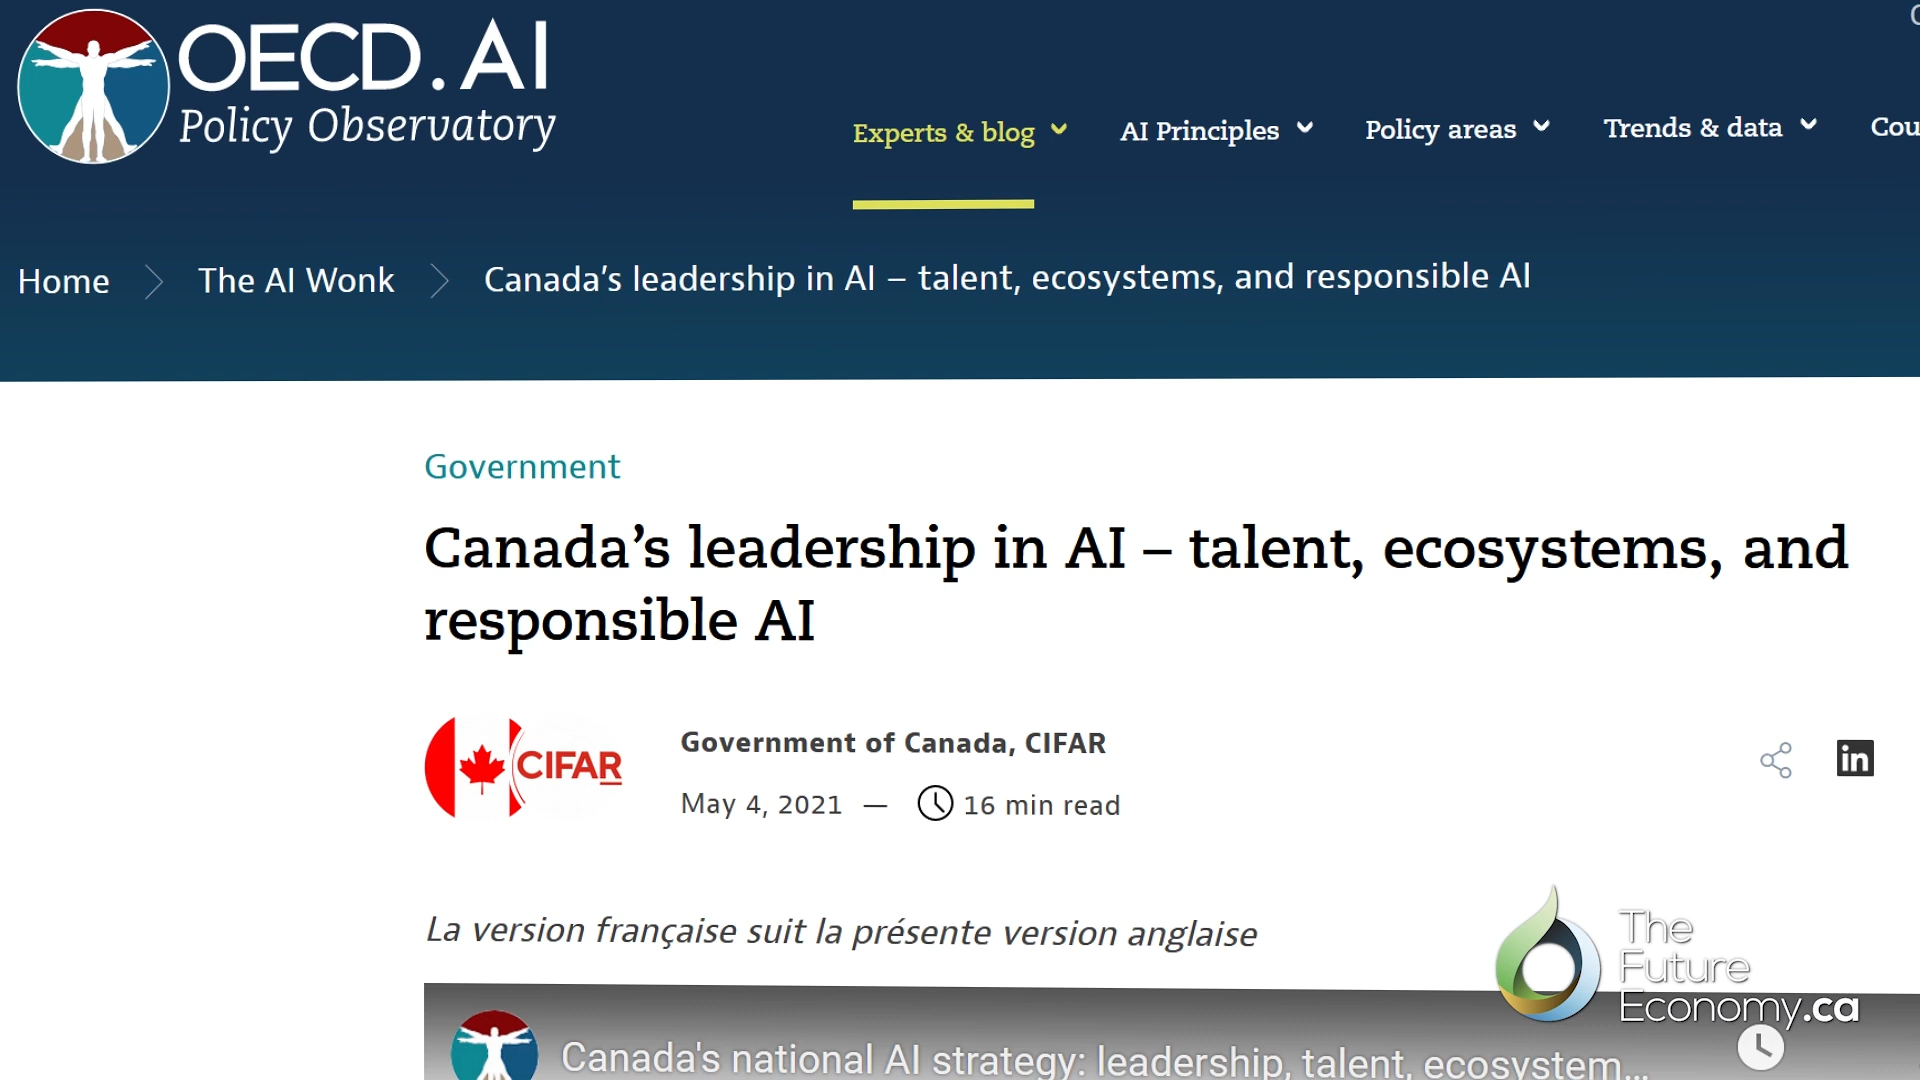 OECD.AI
Policy Observatory
Experts & blog
AI Principles
Policy areas
Trends & data
Home
The AI Wonk
Canada’s leadership in AI – talent, ecosystems, and responsible AI
Government
Canada’s leadership in AI – talent, ecosystems, and
responsible AI
CIFAR
Government of Canada, CIFAR
May 4, 2021 — 16 min read
in
La version française suit la présente version anglaise
The
Future
Economy.ca
Canada's national AI strategy: leadership, talent, ecosystem...